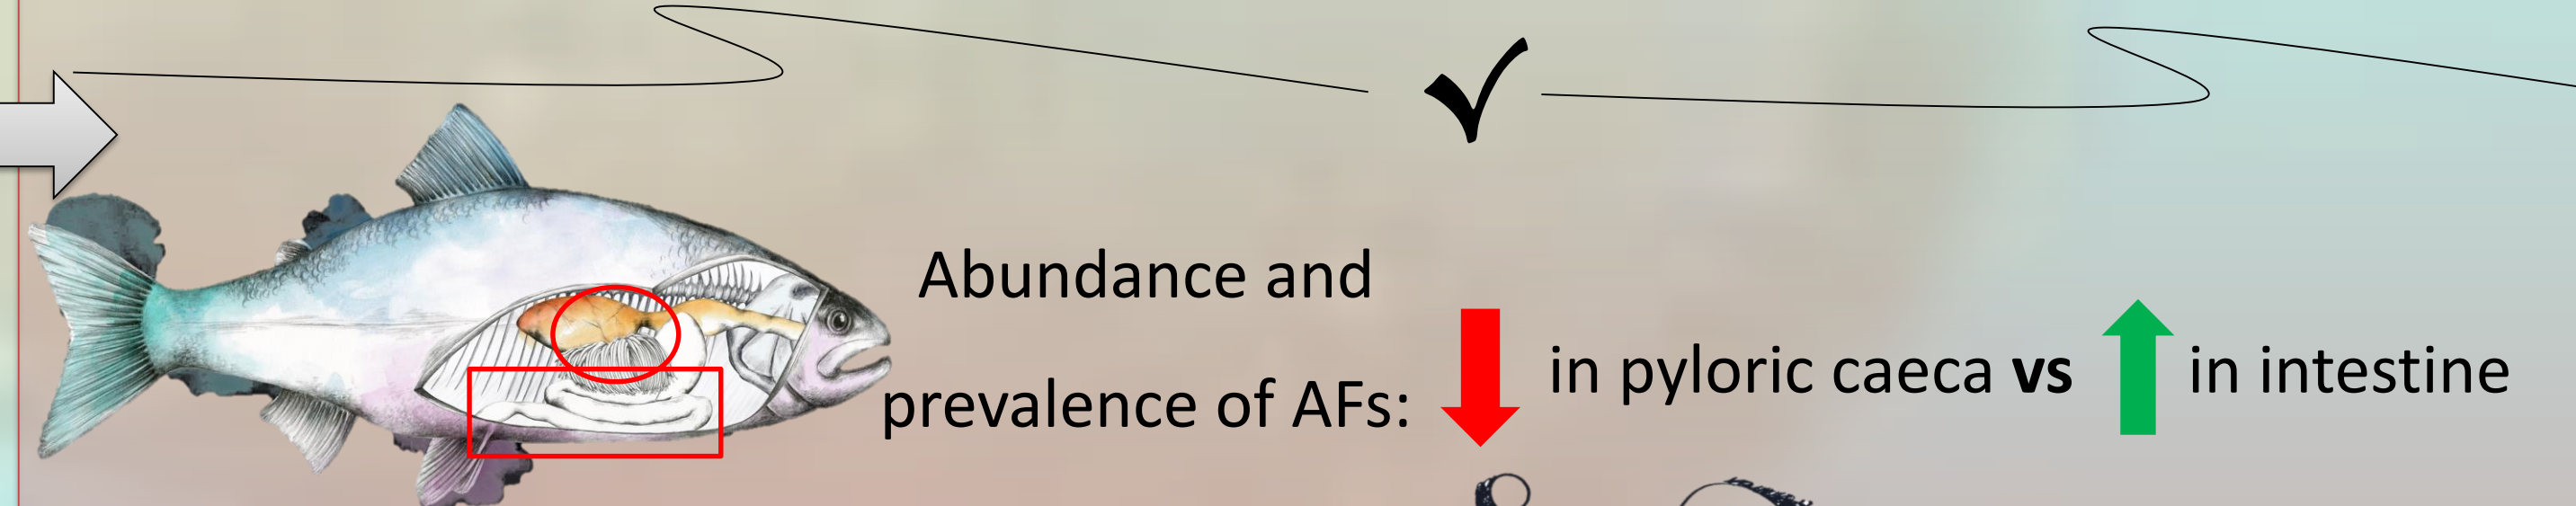 Abundance and
prevalence of AFs:
in pyloric caeca vs
in intestine